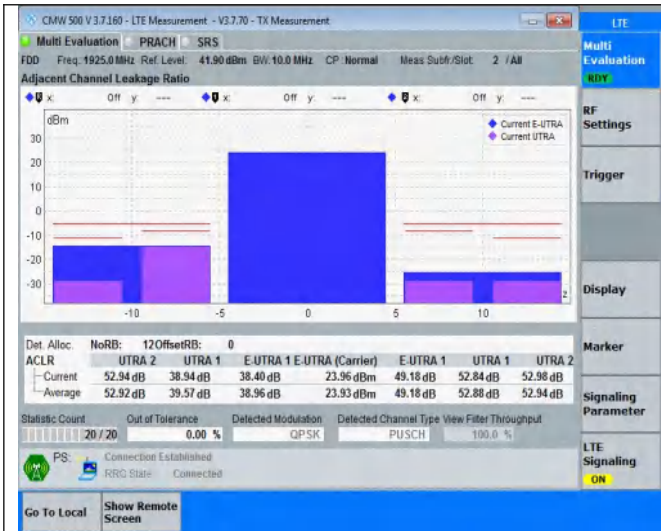 CMW 500 V 3.7.160 - LTE Measurement - V3.7.70 - TX Measurement
LTE
Multi Evaluation PRACH SRS
Multi Evaluation
RDY
FDD Freq: 1925.0 MHz Ref. Level: 41.90 dBm BW: 10.0 MHz CP: Normal Meas Subfr./Slot: 2 / All
Adjacent Channel Leakage Ratio
x: Off y: --- x: Off y: --- x: Off y: ---
dBm
Current E-UTRA
Current UTRA
30
20
10
0
-10
-20
-30
-10 -5 0 5 10
RF Settings
Trigger
Display
Marker
Signaling Parameter
LTE Signaling
ON
Det. Alloc. NoRB: 12 OffsetRB: 0
ACLR UTRA 2 UTRA 1 E-UTRA 1 E-UTRA (Carrier) E-UTRA 1 UTRA 1 UTRA 2
Current 52.94 dB 38.94 dB 38.40 dB 23.96 dBm 49.18 dB 52.84 dB 52.98 dB
Average 52.92 dB 39.57 dB 38.96 dB 23.93 dBm 49.18 dB 52.88 dB 52.94 dB
Statistic Count Out of Tolerance Detected Modulation Detected Channel Type View Filter Throughput
20 / 20 0.00 % QPSK PUSCH 100.0 %
PS: Connection Established
RRC State Connected
Go To Local
Show Remote Screen